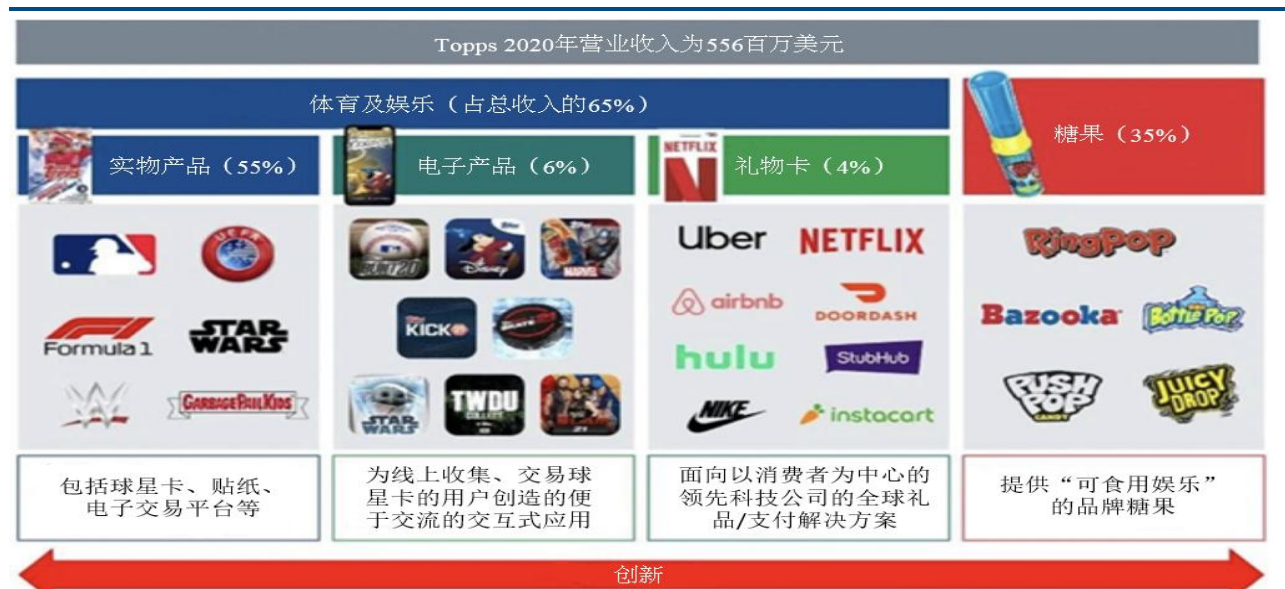 Topps 2020年营业收入为556百万美元
体育及娱乐（占总收入的65%）
糖果（35%）
实物产品（55%）
电子产品（6%）
NETFLIX
礼物卡（4%）
UEFA
Formula 1
STAR
WARS
GARBAGE PAIL KIDS
Disney
MARVEL
KICK
STAR
WARS
TWDU
Uber
NETFLIX
airbnb
DOORDASH
hulu
StubHub
NIKE
instacart
RingPop
Bazooka
Bottle Pop
PUSH
POP
CANDY
JUICY
DROP
包括球星卡、贴纸、
电子交易平台等
为线上收集、交易球
星卡的用户创造的便
于交流的交互式应用
面向以消费者为中心的
领先科技公司的全球礼
品/支付解决方案
提供“可食用娱乐”
的品牌糖果
创新